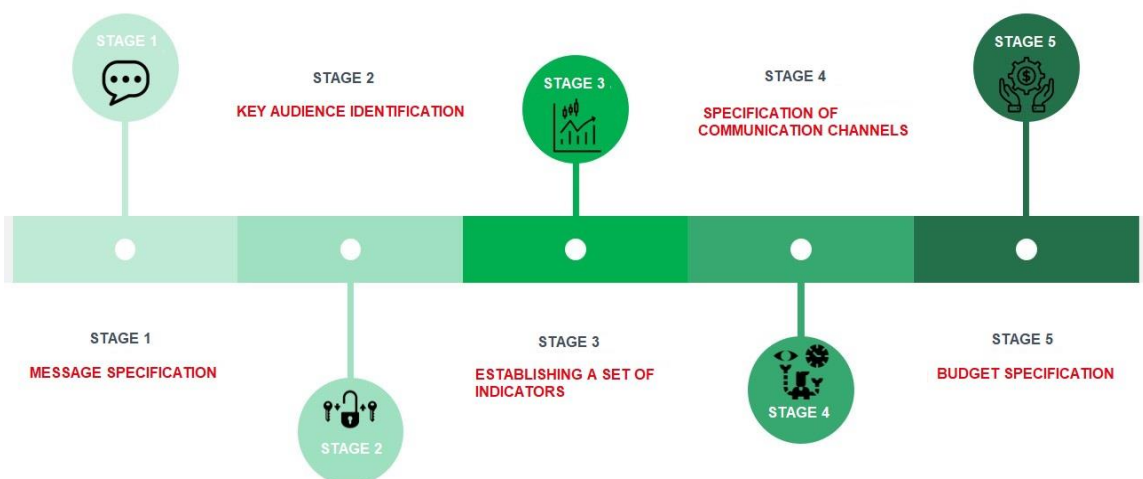 STAGE 1
STAGE 2
KEY AUDIENCE IDENTIFICATION
STAGE 3
STAGE 4
SPECIFICATION OF
COMMUNICATION CHANNELS
STAGE 5
$
STAGE 1
MESSAGE SPECIFICATION
STAGE 2
STAGE 3
ESTABLISHING A SET OF
INDICATORS
STAGE 4
STAGE 5
BUDGET SPECIFICATION